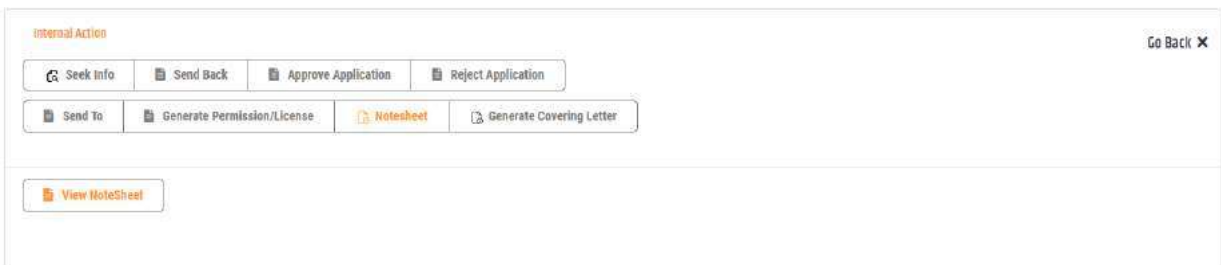 Internal Action
Go Back ✕
Seek Info Send Back Approve Application Reject Application
Send To Generate Permission/License Notesheet Generate Covering Letter
View NoteSheet